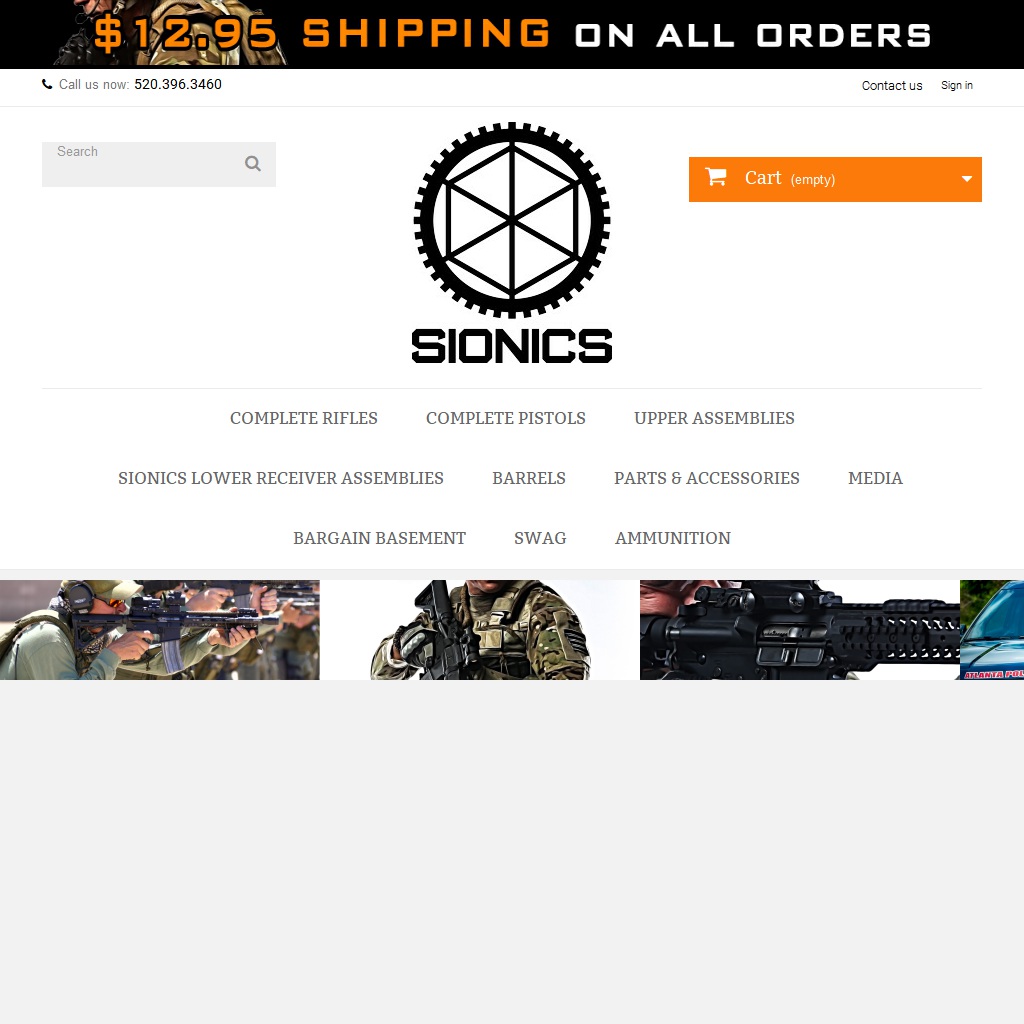 $12.95 SHIPPING ON ALL ORDERS
Call us now: 520.396.3460
Contact us
Sign in
Search
Cart (empty)
SIONICS
COMPLETE RIFLES COMPLETE PISTOLS UPPER ASSEMBLIES
SIONICS LOWER RECEIVER ASSEMBLIES BARRELS PARTS & ACCESSORIES MEDIA
BARGAIN BASEMENT SWAG AMMUNITION
ATLANTA